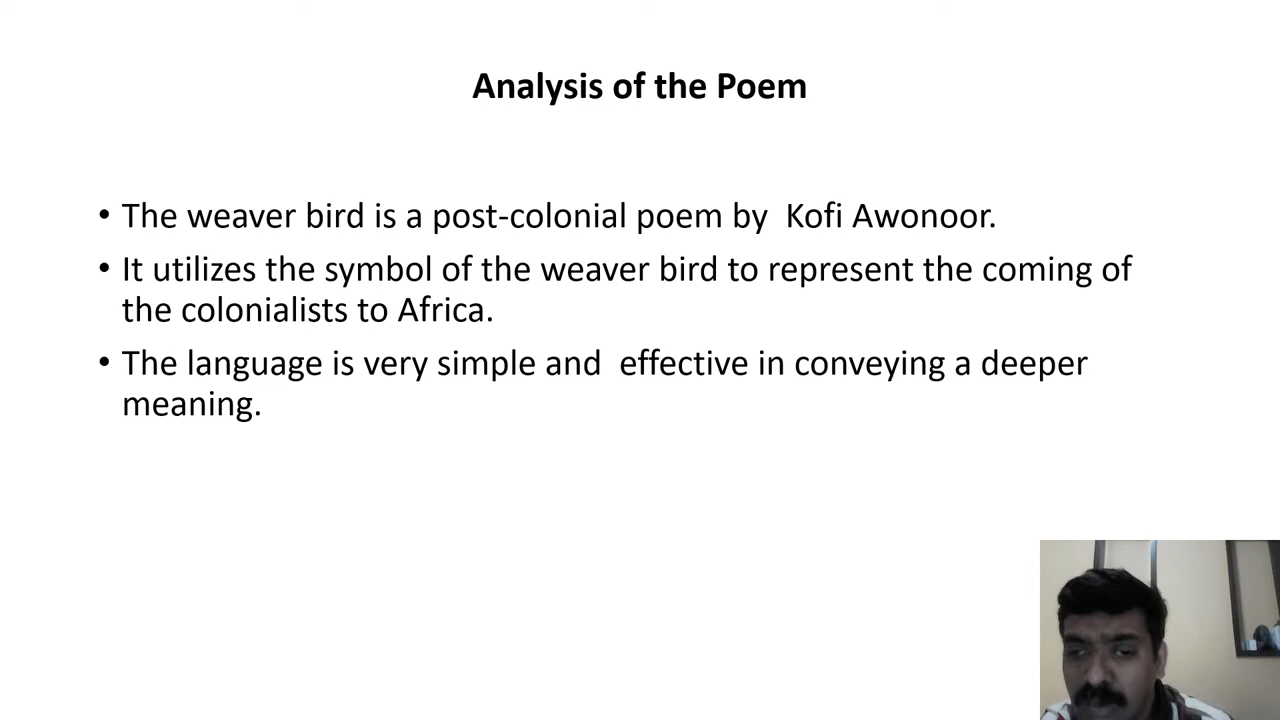 Analysis of the Poem
• The weaver bird is a post-colonial poem by  Kofi Awonoor.
• It utilizes the symbol of the weaver bird to represent the coming of
the colonialists to Africa.
• The language is very simple and  effective in conveying a deeper
meaning.